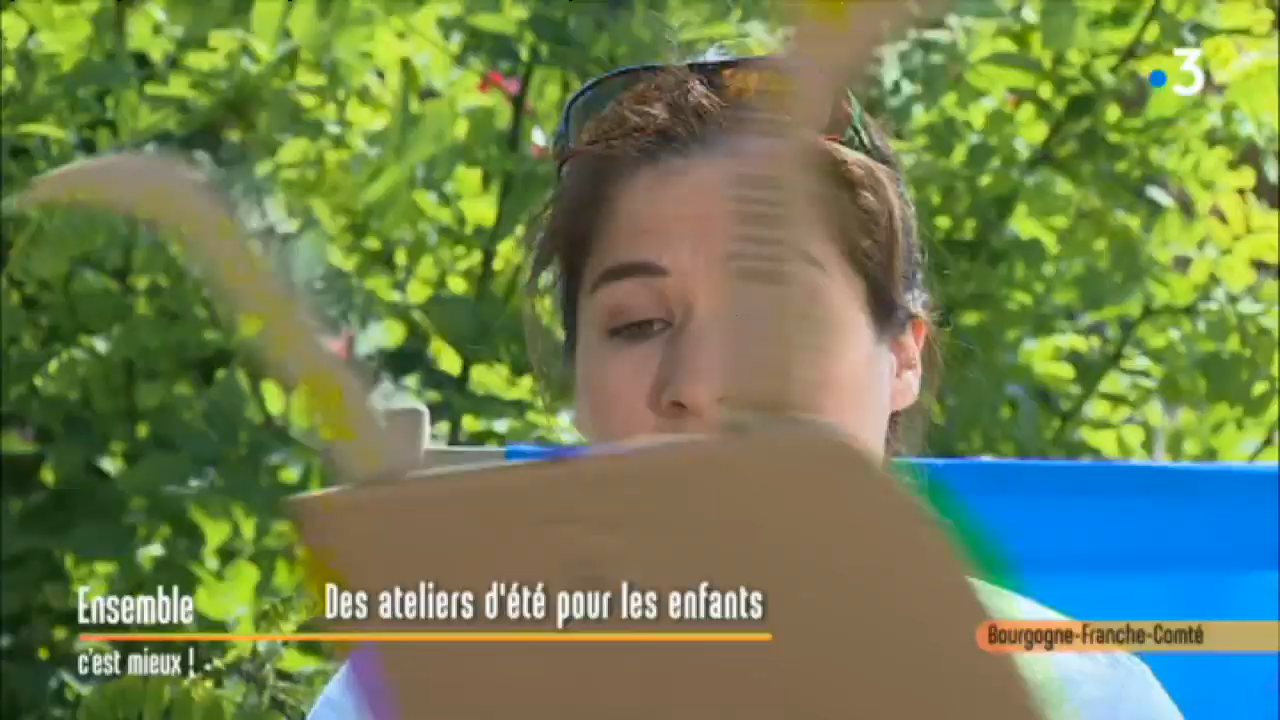 3
Ensemble
Des ateliers d'été pour les enfants
c'est mieux !
Bourgogne-Franche-Comté